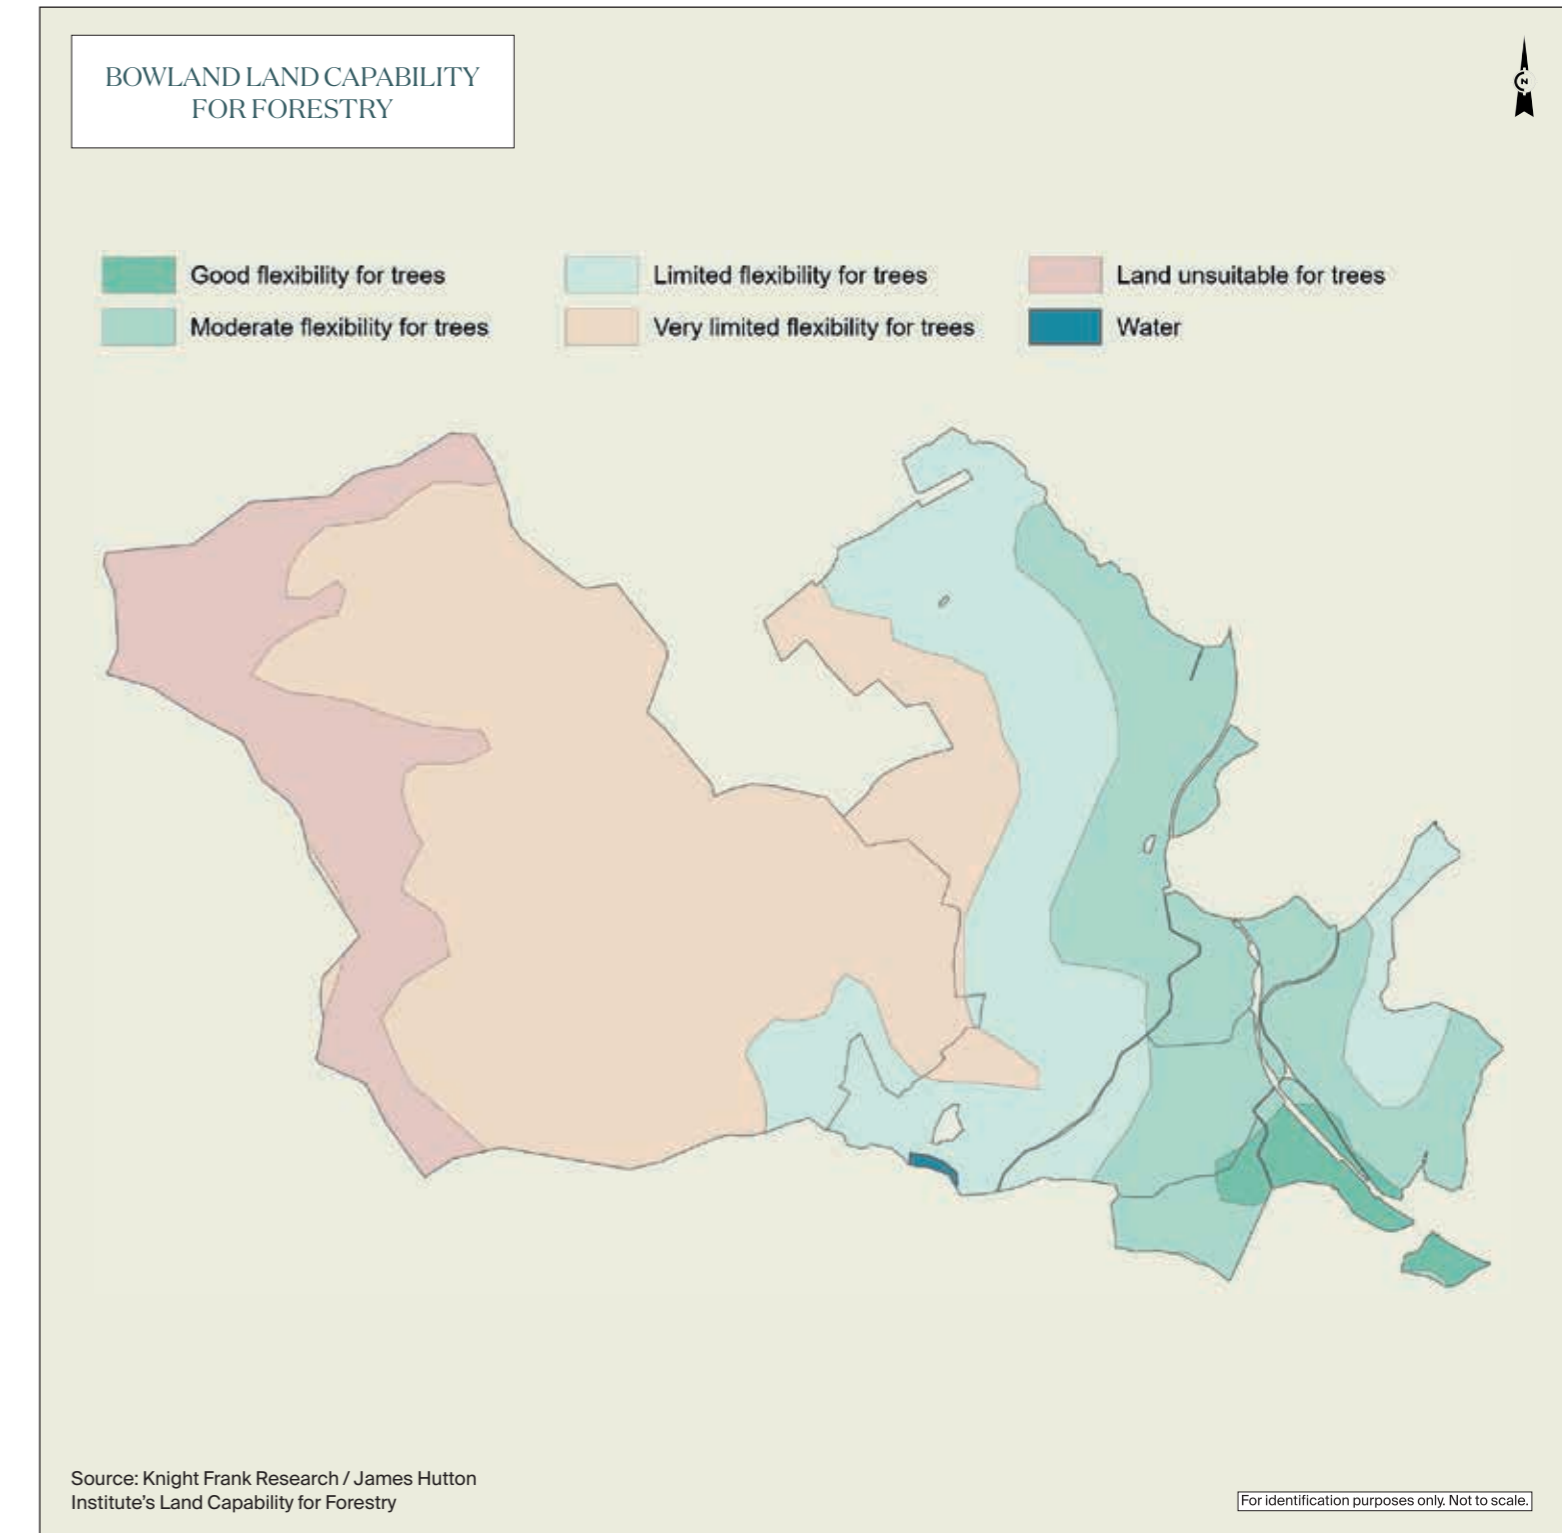 BOWLAND LAND CAPABILITY
FOR FORESTRY
N
Good flexibility for trees
Limited flexibility for trees
Land unsuitable for trees
Moderate flexibility for trees
Very limited flexibility for trees
Water
Source: Knight Frank Research / James Hutton
Institute's Land Capability for Forestry
For identification purposes only. Not to scale.